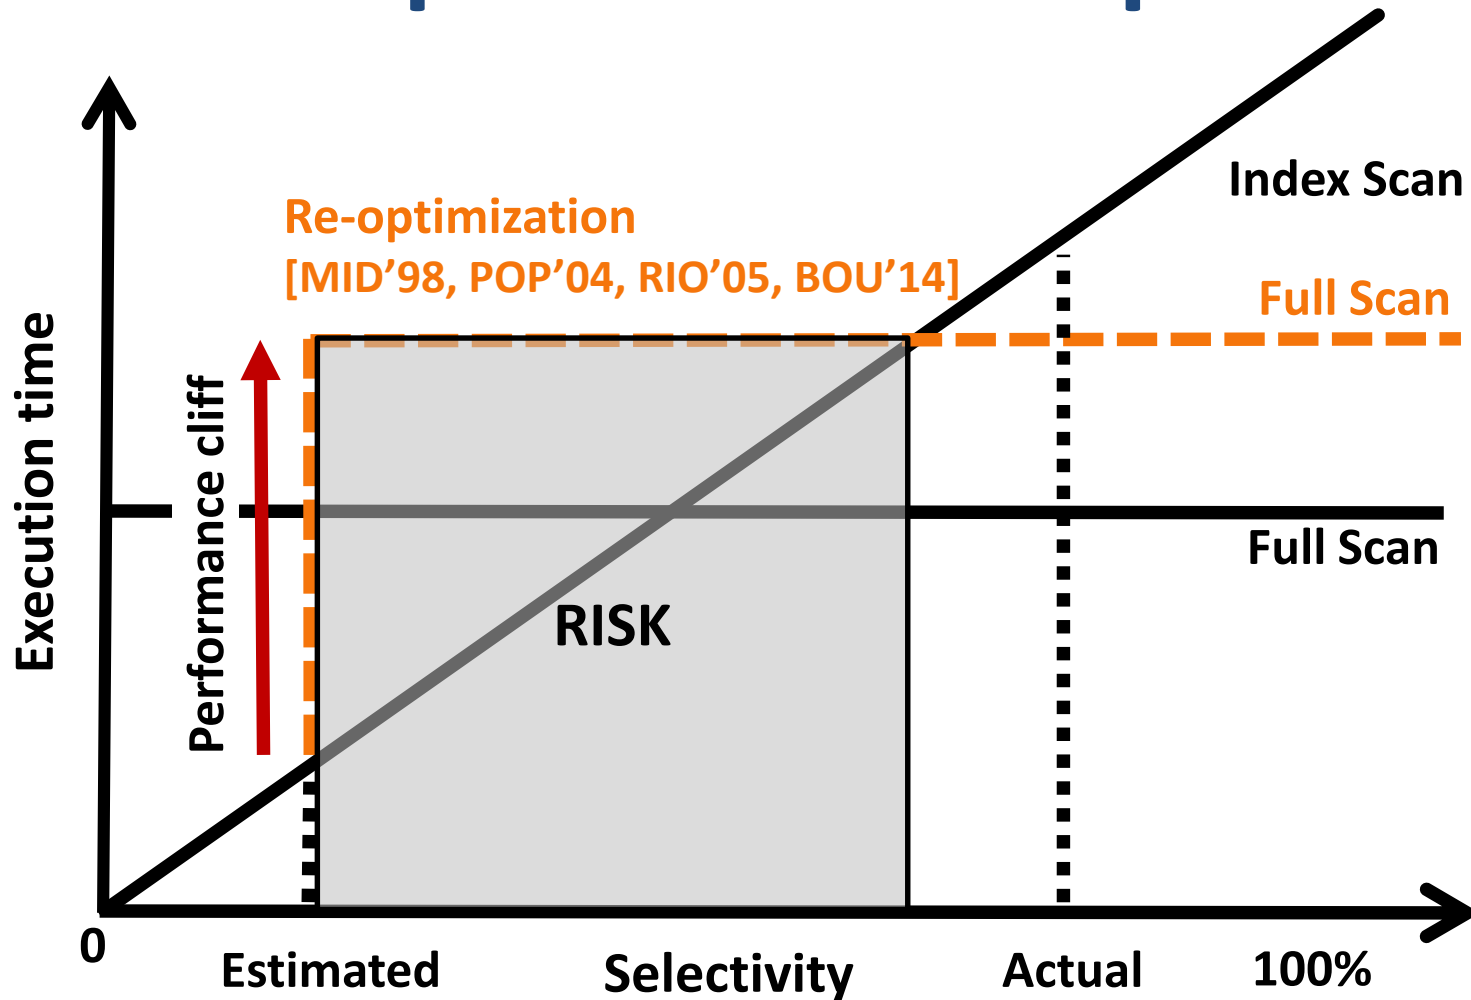 Re-optimization
[MID’98, POP’04, RIO’05, BOU’14]
Index Scan
Full Scan
Execution time
Performance cliff
Full Scan
RISK
0
Estimated
Selectivity
Actual
100%